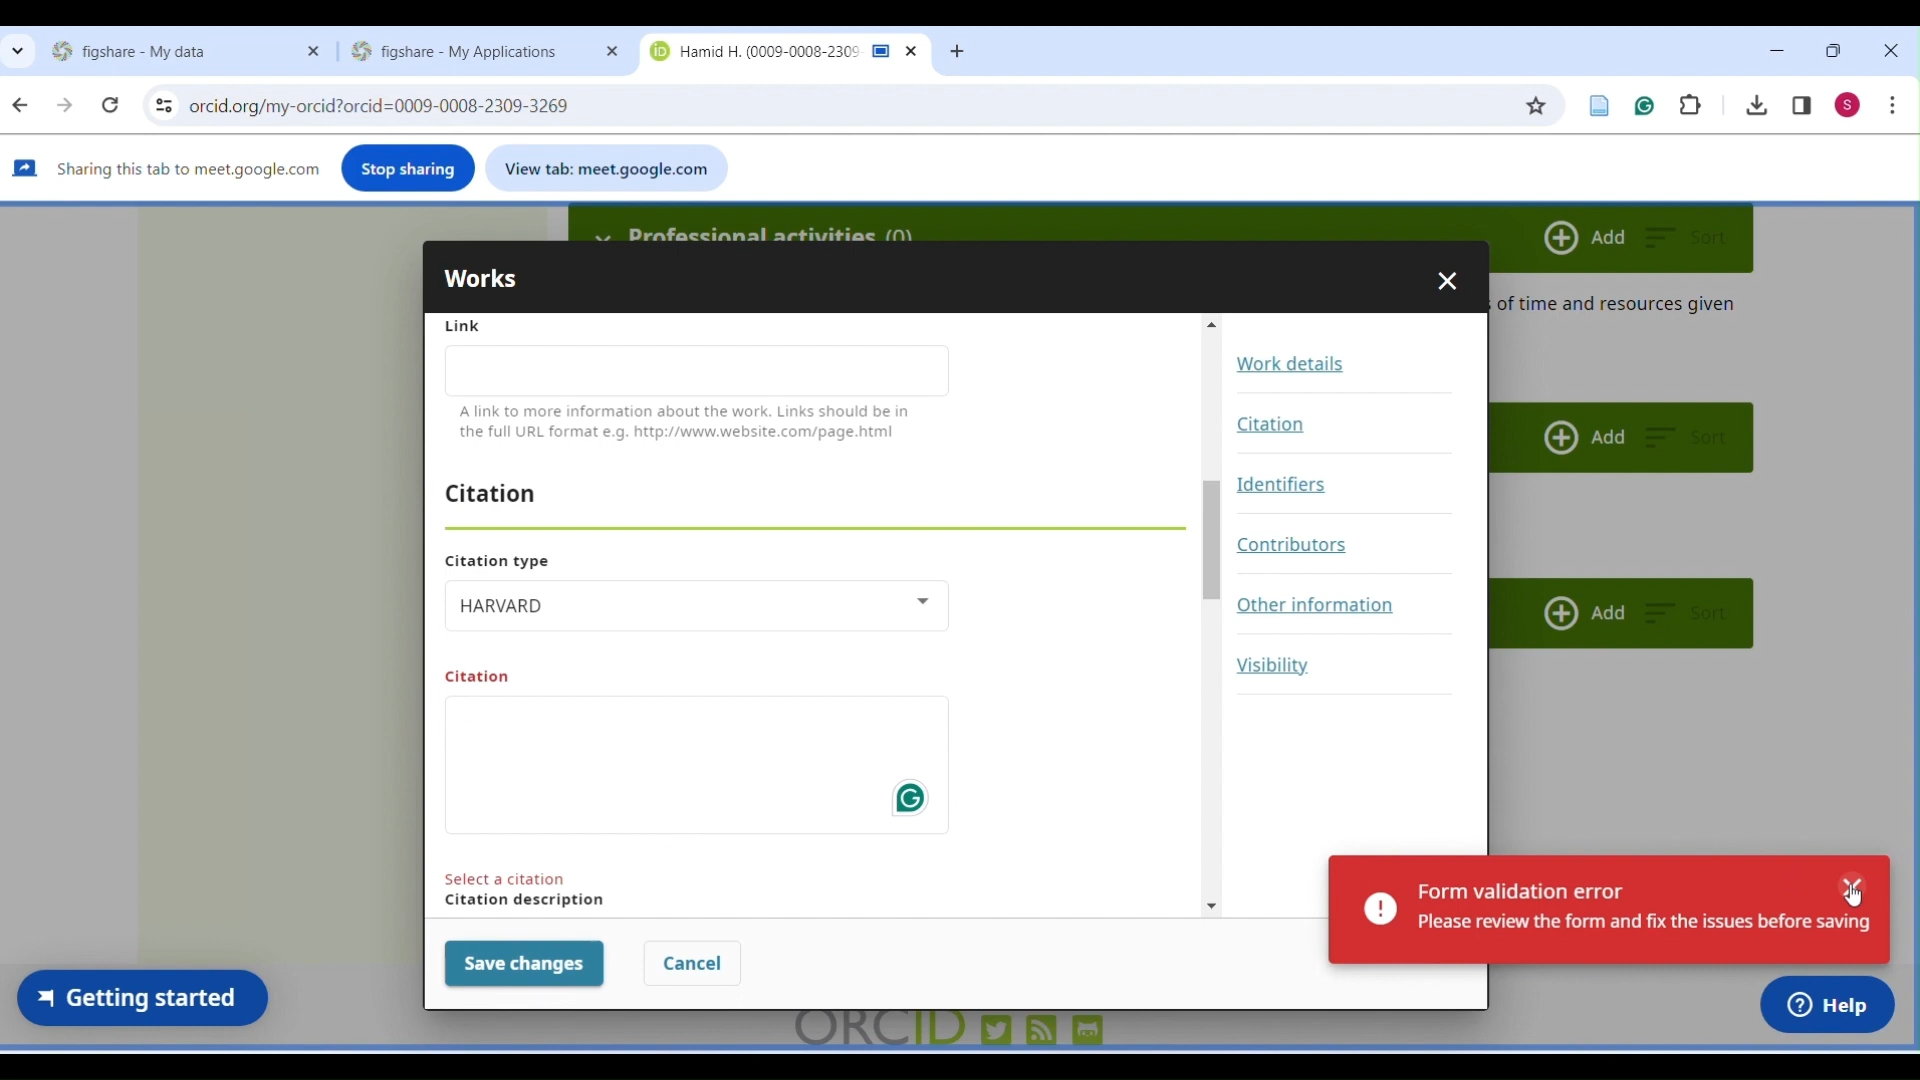 figshare - My data
figshare - My Applications
Hamid H. (0009-0008-2309-
orcid.org/my-orcid?orcid=0009-0008-2309-3269
S
Sharing this tab to meet.google.com
Stop sharing
View tab: meet.google.com
Professional activities (0)
Add
Sort
Works
of time and resources given
Link
A link to more information about the work. Links should be in
the full URL format e.g. http://www.website.com/page.html
Work details
Citation
Identifiers
Contributors
Other information
Visibility
Add
Sort
Add
Sort
Citation
Citation type
HARVARD
Citation
Select a citation
Citation description
Save changes
Cancel
Form validation error
Please review the form and fix the issues before saving
Getting started
Help
ORCID